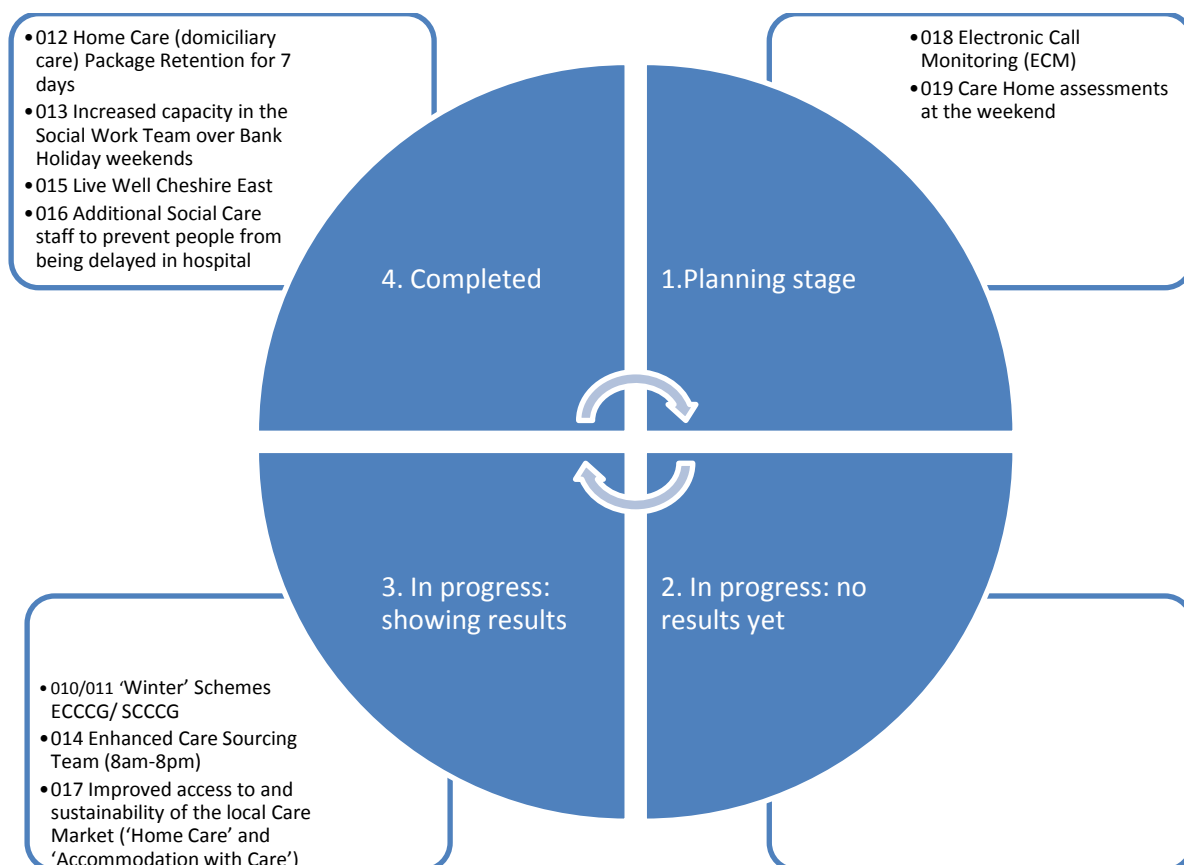 •012 Home Care (domiciliary
care) Package Retention for 7
days
•013 Increased capacity in the
Social Work Team over Bank
Holiday weekends
•015 Live Well Cheshire East
•016 Additional Social Care
staff to prevent people from
being delayed in hospital
•018 Electronic Call
Monitoring (ECM)
•019 Care Home assessments
at the weekend
4. Completed
1.Planning stage
3. In progress:
showing results
2. In progress: no
results yet
•010/011 ‘Winter’ Schemes
ECCCG/ SCCCG
•014 Enhanced Care Sourcing
Team (8am-8pm)
•017 Improved access to and
sustainability of the local Care
Market (‘Home Care’ and
‘Accommodation with Care’)